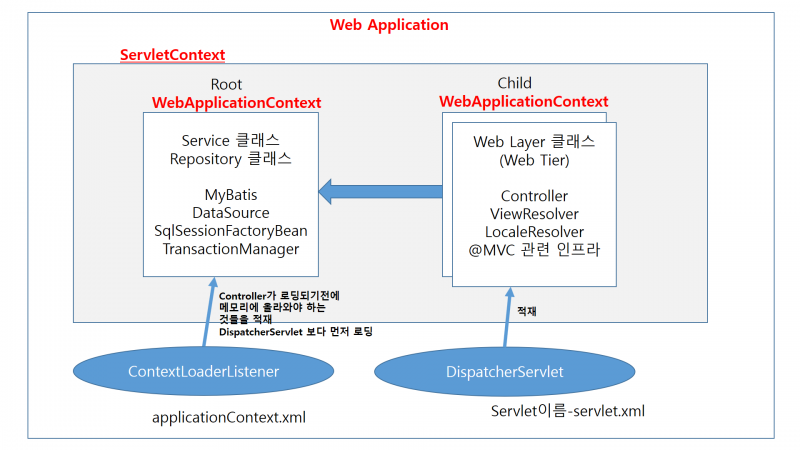 Web Application
ServletContext
Root
WebApplicationContext
Service 클래스
Repository 클래스
MyBatis
DataSource
SqlSessionFactoryBean
TransactionManager
Child
WebApplicationContext
Web Layer 클래스
(Web Tier)
Controller
ViewResolver
LocaleResolver
@MVC 관련 인프라
Controller가 로딩되기전에
메모리에 올라와야 하는
것들을 적재
DispatcherServlet 보다 먼저 로딩
적재
ContextLoaderListener
applicationContext.xml
DispatcherServlet
Servlet이름-servlet.xml